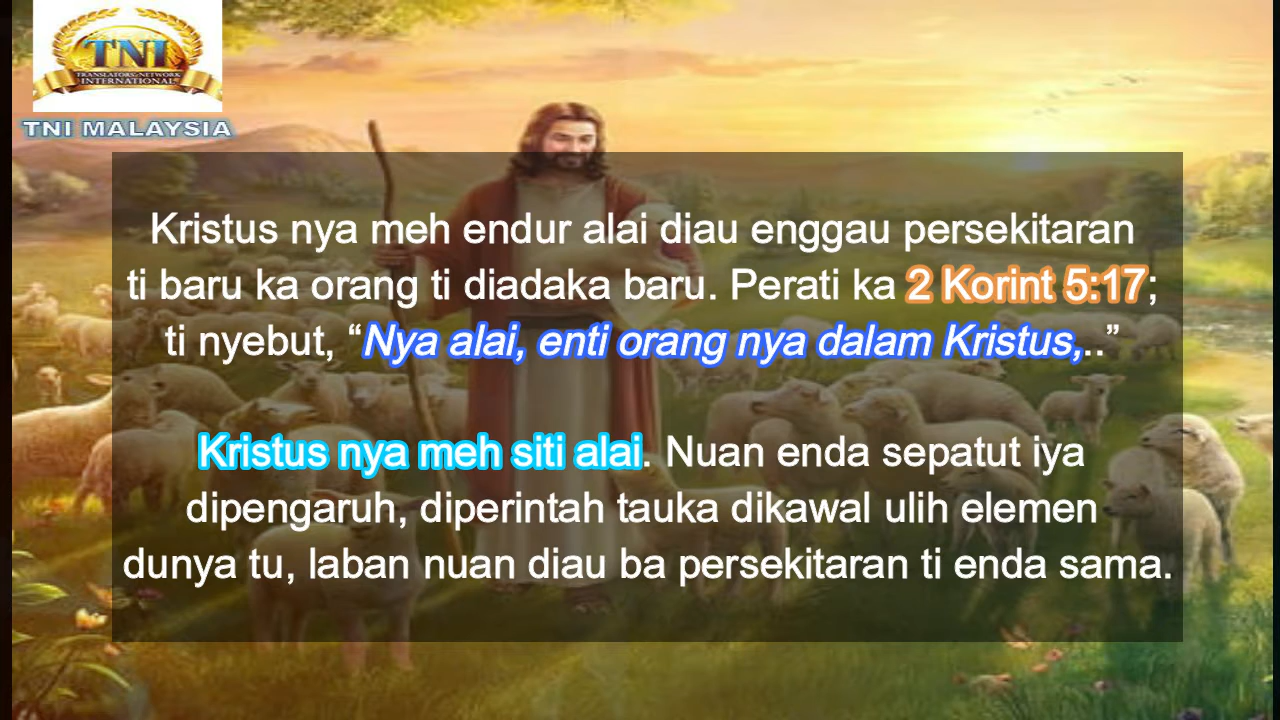 TNI
TRANSLATORS NETWORK
INTERNATIONAL
TNI MALAYSIA
Kristus nya meh endur alai diau enggau persekitaran
ti baru ka orang ti diadaka baru. Perati ka 2 Korint 5:17;
ti nyebut, “Nya alai, enti orang nya dalam Kristus,..”
Kristus nya meh siti alai. Nuan enda sepatut iya
dipengaruh, diperintah tauka dikawal ulih elemen
dunya tu, laban nuan diau ba persekitaran ti enda sama.